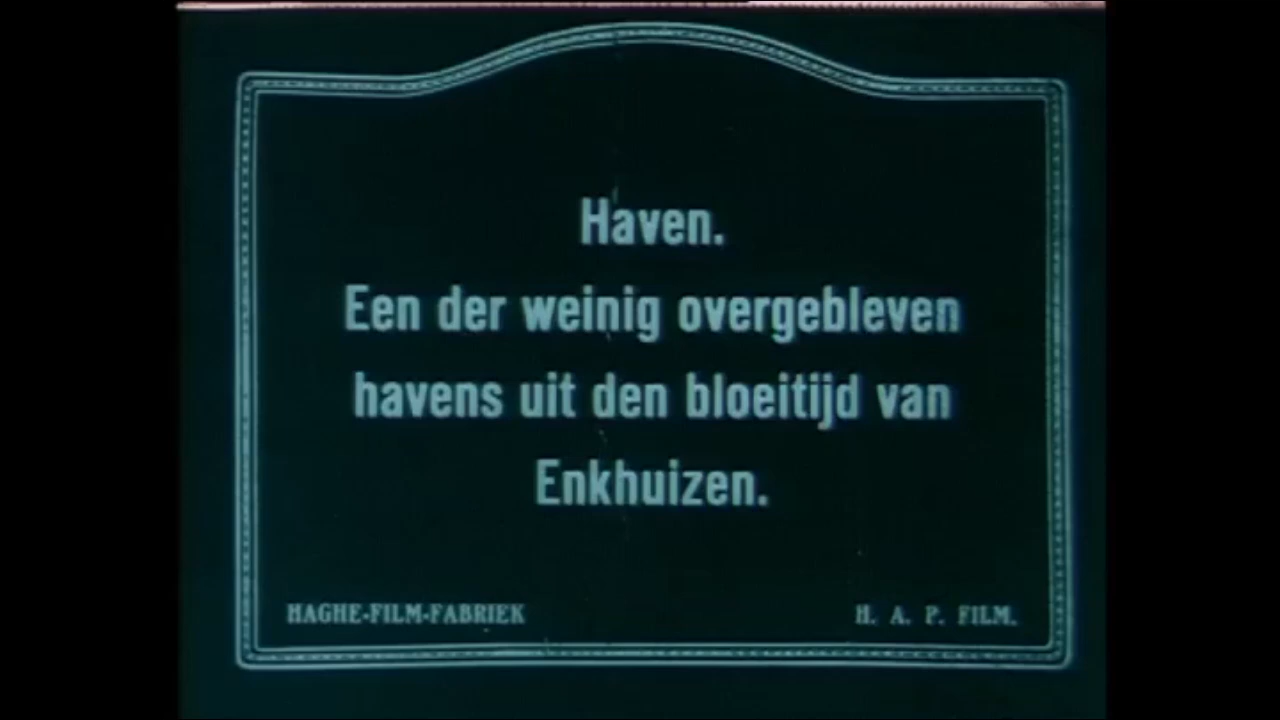 Haven.
Een der weinig overgebleven
havens uit den bloeitijd van
Enkhuizen.
HAGHE-FILM-FABRIEK
H. A. P. FILM.